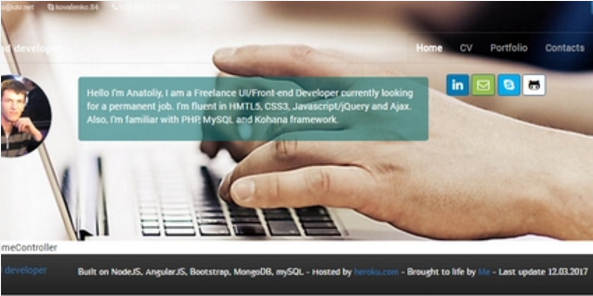 @ukr.net kovalenko.84
developer
Home CV Portfolio Contacts
in
Hello I'm Anatoliy, I am a Freelance UI/Front-end Developer currently looking
for a permanent job. I'm fluent in HMTL5, CSS3, Javascript/jQuery and Ajax.
Also, I'm familiar with PHP, MySQL and Kohana framework.
meController
developer
Built on NodeJS, AngularJS, Bootstrap, MongoDB, mySQL - Hosted by heroku.com - Brought to life by Me - Last update 12.03.2017